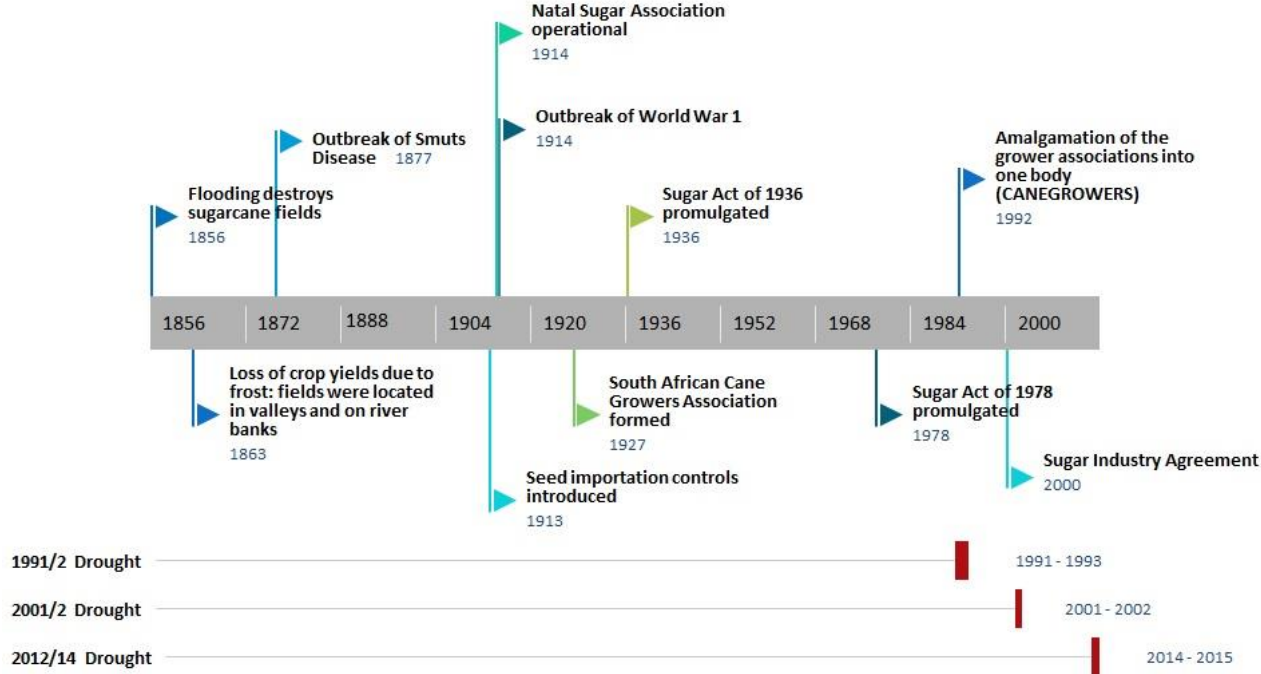 Natal Sugar Association
operational
1914
Outbreak of World War 1
1914
Outbreak of Smuts
Disease 1877
Amalgamation of the
grower associations into
one body
(CANEGROWERS)
1992
Flooding destroys
sugarcane fields
1856
Sugar Act of 1936
promulgated
1936
1856 1872 1888 1904 1920 1936 1952 1968 1984 2000
Loss of crop yields due to
frost: fields were located
in valleys and on river
banks
1863
South African Cane
Growers Association
formed
1927
Sugar Act of 1978
promulgated
1978
Sugar Industry Agreement
2000
Seed importation controls
introduced
1913
1991/2 Drought 1991 - 1993
2001/2 Drought 2001 - 2002
2012/14 Drought 2014 - 2015